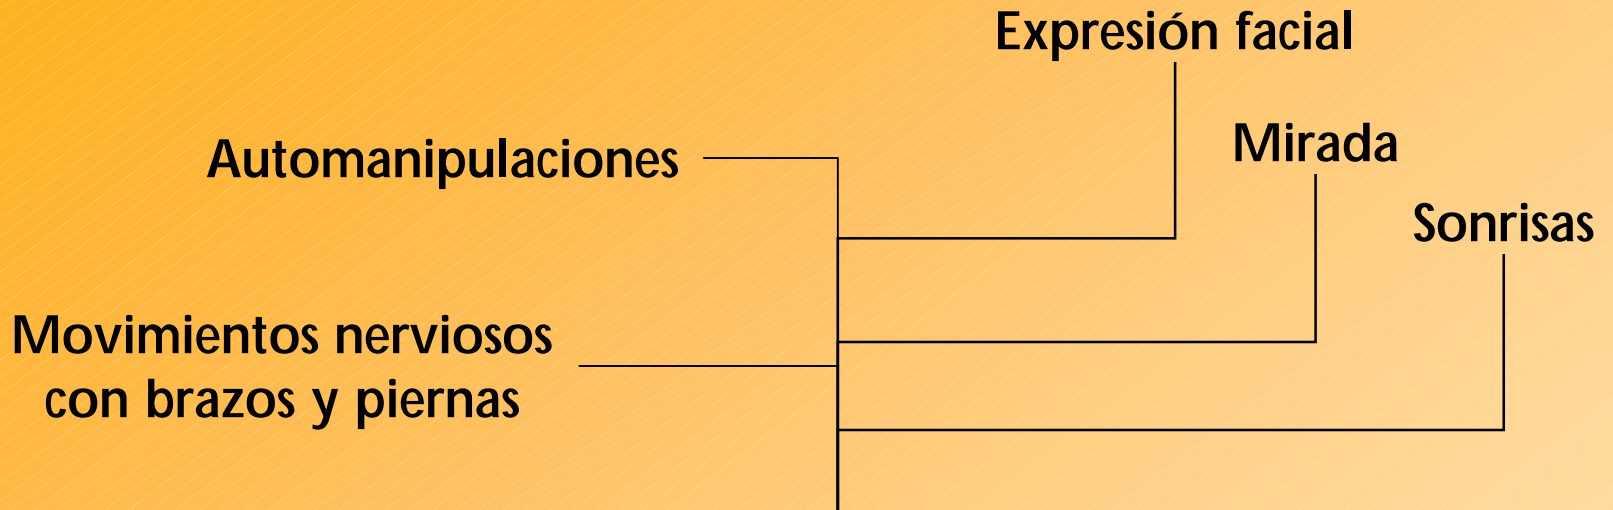 Expresión facial
Automanipulaciones
Mirada
Sonrisas
Movimientos nerviosos
con brazos y piernas